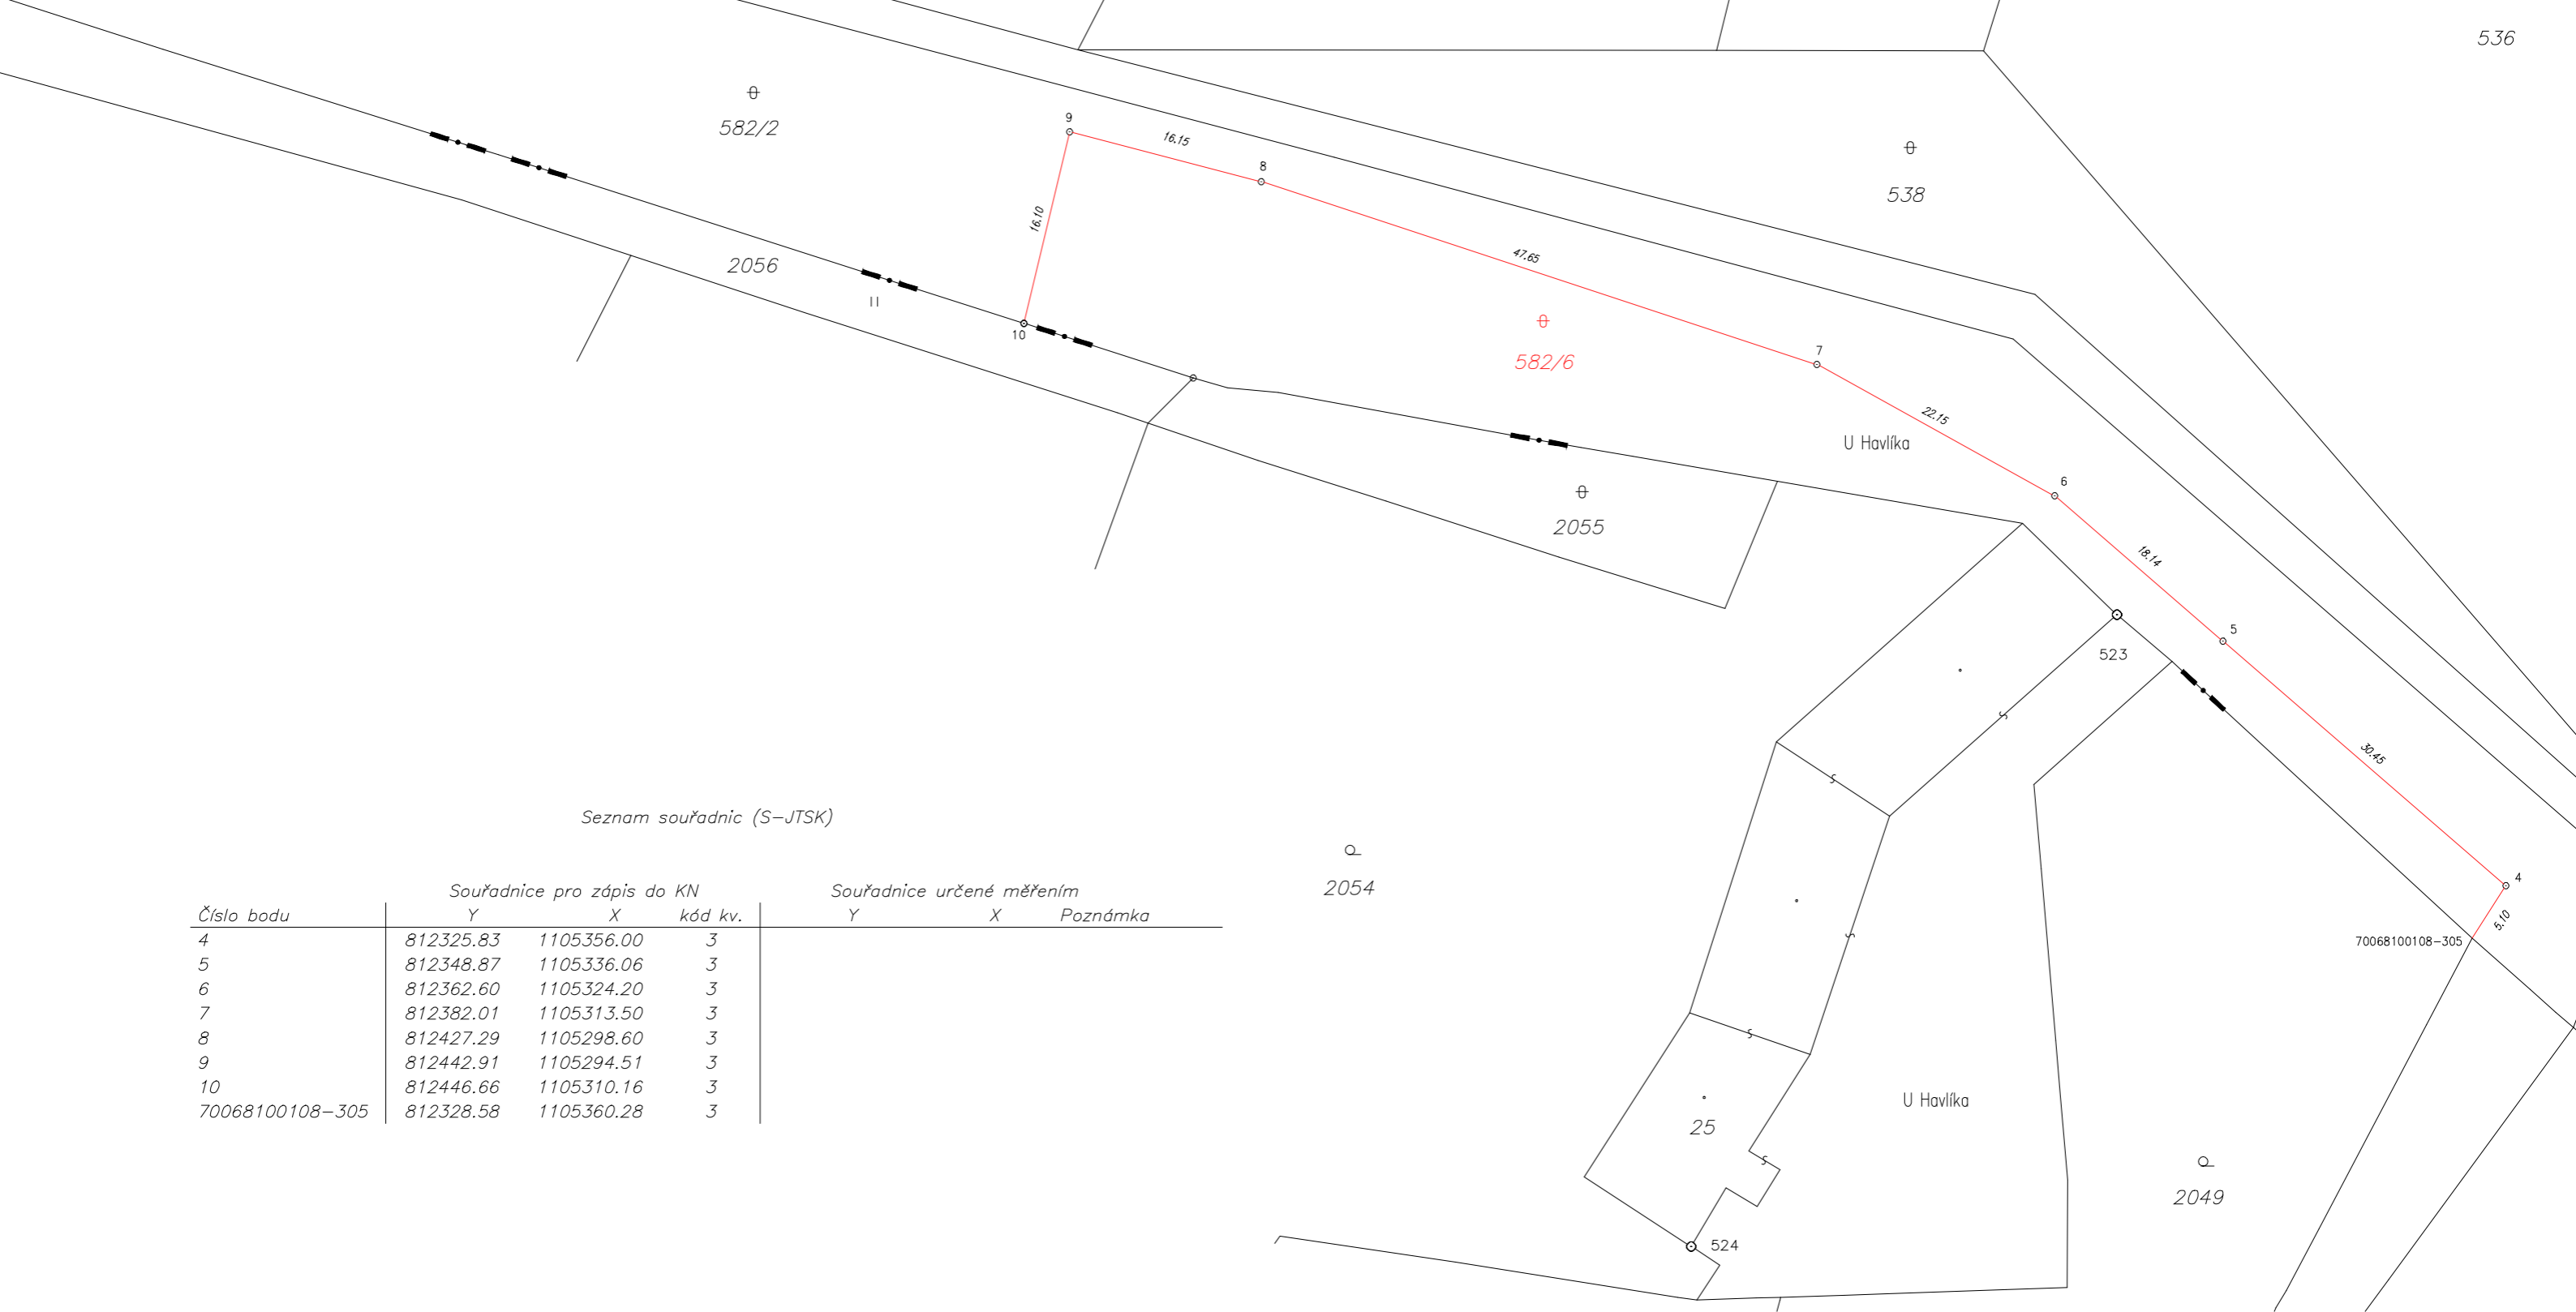 536
582/2
9
16.15
8
538
16.10
47.65
2056
10
582/6
7
22.15
U Havlíka
6
2055
18.14
5
523
30.45
4
5.10
70068100108-305
2054
25
U Havlíka
2049
524
Seznam souřadnic (S-JTSK)
Souřadnice pro zápis do KN Souřadnice určené měřením
Číslo bodu Y X kód kv. Y X Poznámka
4 812325.83 1105356.00 3
5 812348.87 1105336.06 3
6 812362.60 1105324.20 3
7 812382.01 1105313.50 3
8 812427.29 1105298.60 3
9 812442.91 1105294.51 3
10 812446.66 1105310.16 3
70068100108-305 812328.58 1105360.28 3